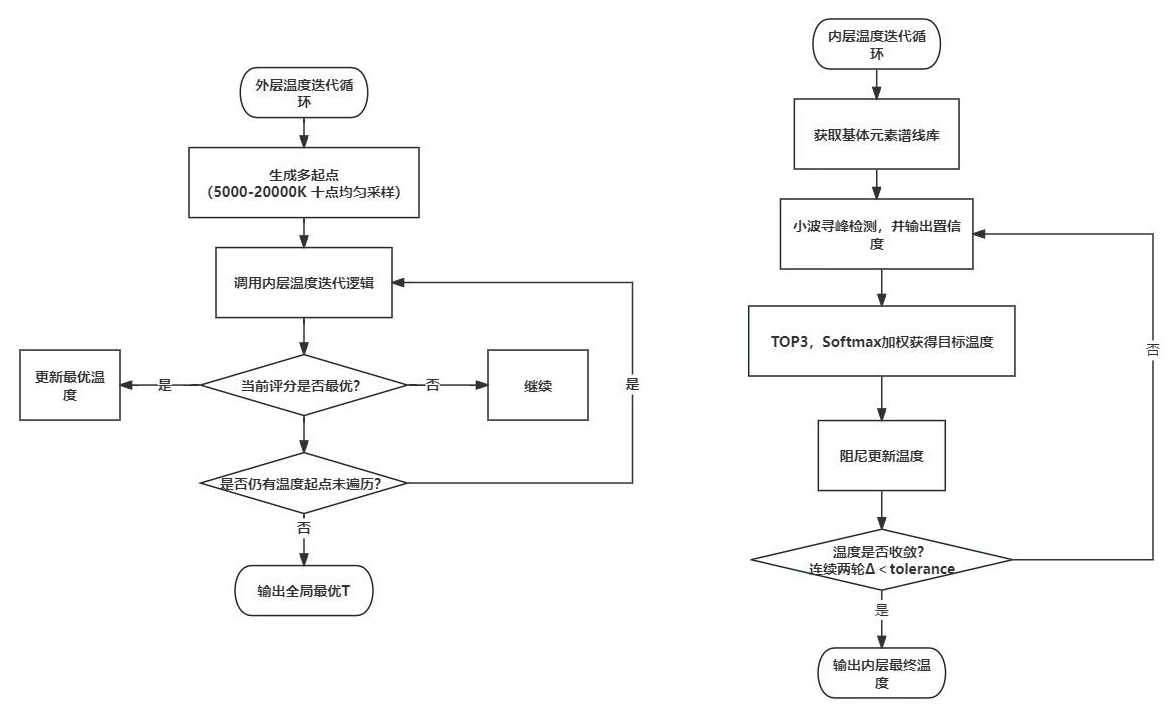 外层温度迭代循
环
生成多起点
（5000-20000K 十点均匀采样）
调用内层温度迭代逻辑
当前评分是否最优？
是
更新最优温
度
否
继续
是否仍有温度起点未遍历？
是
否
输出全局最优T
内层温度迭代循
环
获取基体元素谱线库
小波寻峰检测，并输出置信
度
TOP3，Softmax加权获得目标温度
阻尼更新温度
温度是否收敛？
连续两轮Δ＜tolerance
否
是
输出内层最终温
度